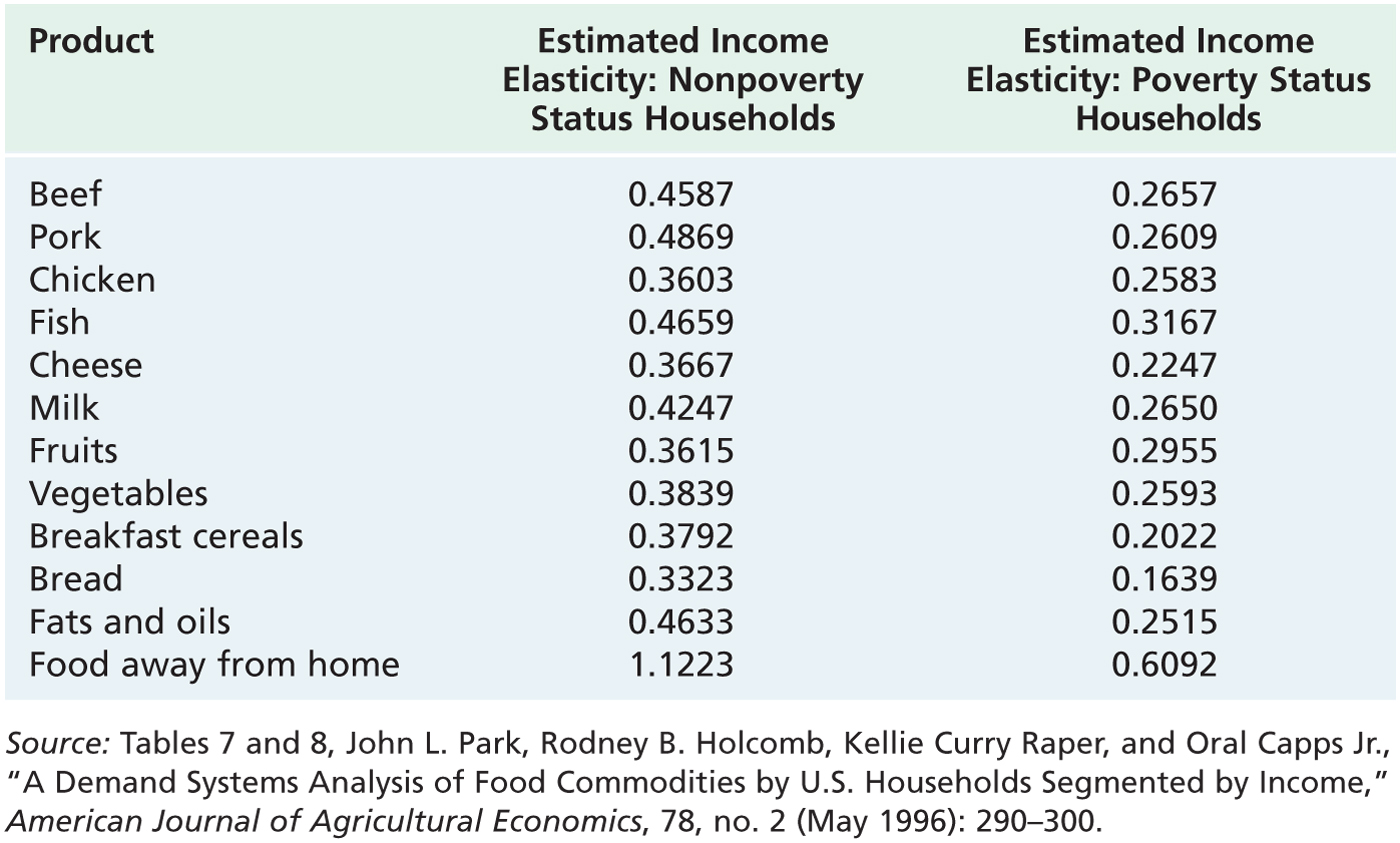 Product Estimated Income Estimated Income
Elasticity: Nonpoverty Elasticity: Poverty Status
Status Households Households
Beef 0.4587 0.2657
Pork 0.4869 0.2609
Chicken 0.3603 0.2583
Fish 0.4659 0.3167
Cheese 0.3667 0.2247
Milk 0.4247 0.2650
Fruits 0.3615 0.2955
Vegetables 0.3839 0.2593
Breakfast cereals 0.3792 0.2022
Bread 0.3323 0.1639
Fats and oils 0.4633 0.2515
Food away from home 1.1223 0.6092
Source: Tables 7 and 8, John L. Park, Rodney B. Holcomb, Kellie Curry Raper, and Oral Capps Jr.,
“A Demand Systems Analysis of Food Commodities by U.S. Households Segmented by Income,”
American Journal of Agricultural Economics, 78, no. 2 (May 1996): 290–300.